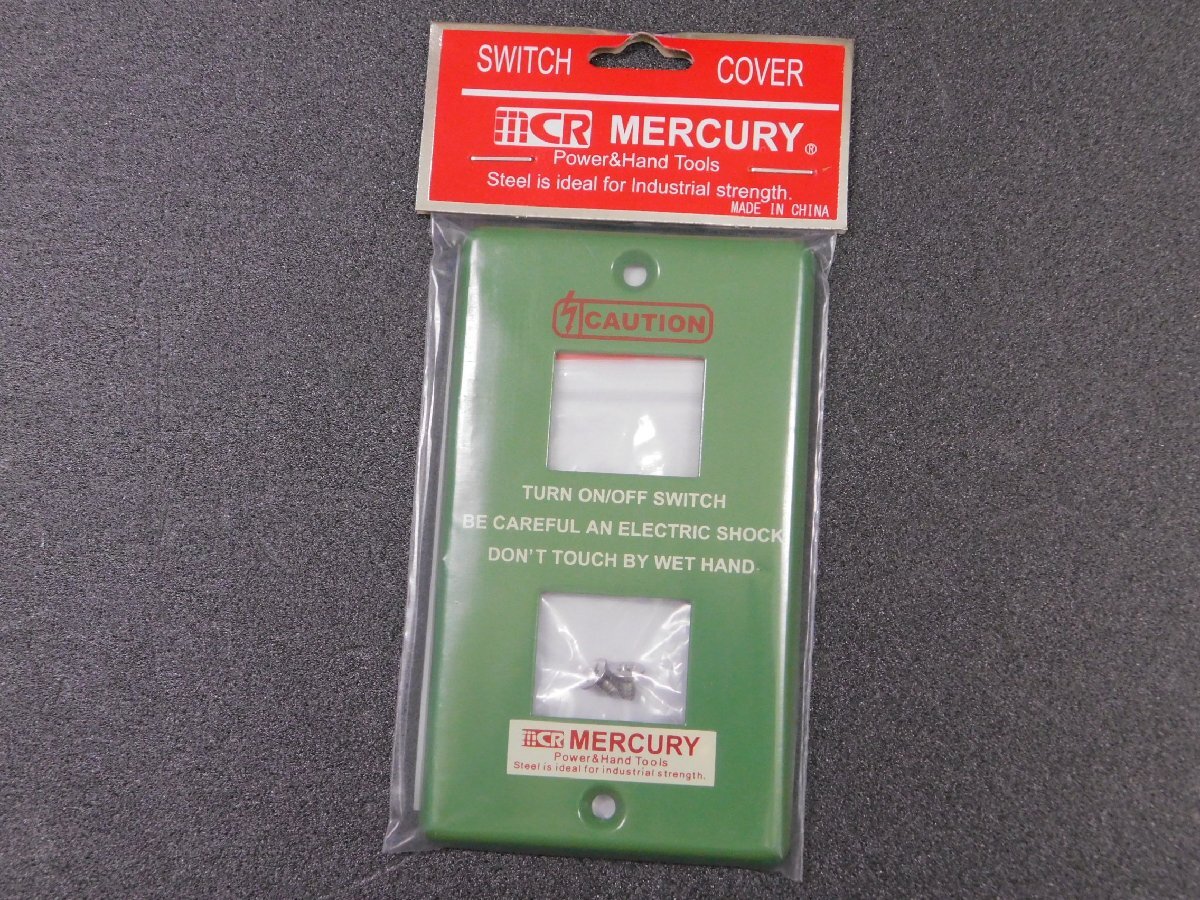 SWITCH COVER
MCR MERCURY®
Power&Hand Tools
Steel is ideal for Industrial strength.
MADE IN CHINA
CAUTION
TURN ON/OFF SWITCH
BE CAREFUL AN ELECTRIC SHOCK
DON'T TOUCH BY WET HAND
MCR MERCURY
Power&Hand Tools
Steel is ideal for industrial strength.